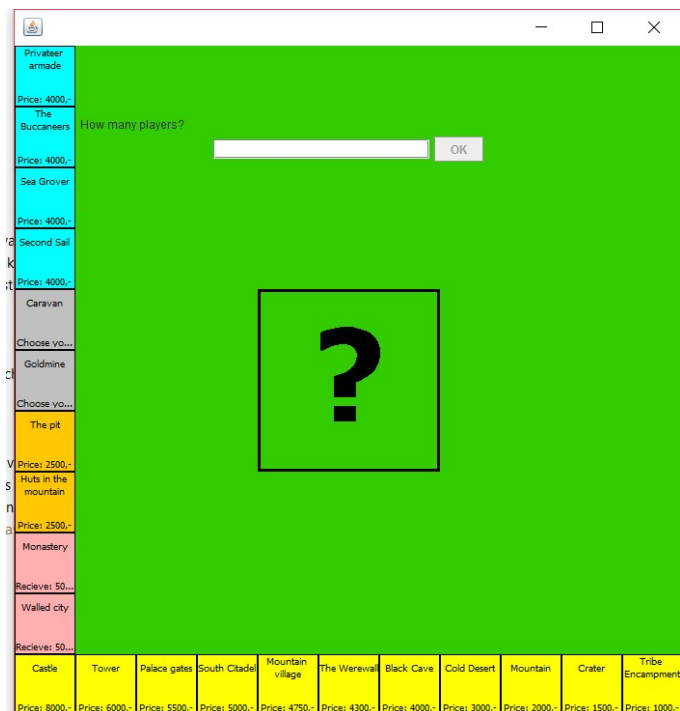 Privateer
armade
Price: 4000,-
The
Buccaneers
Price: 4000,-
How many players?
OK
Sea Grover
Price: 4000,-
Second Sail
Price: 4000,-
Caravan
Choose yo...
?
Goldmine
Choose yo...
The pit
Price: 2500,-
Huts in the
mountain
Price: 2500,-
Monastery
Recieve: 50...
Walled city
Recieve: 50...
Castle
Price: 8000,-
Tower
Price: 6000,-
Palace gates
Price: 5500,-
South Citadel
Price: 5000,-
Mountain
village
Price: 4750,-
The Werewall
Price: 4300,-
Black Cave
Price: 4000,-
Cold Desert
Price: 3000,-
Mountain
Price: 2000,-
Crater
Price: 1500,-
Tribe
Encampment
Price: 1000,-